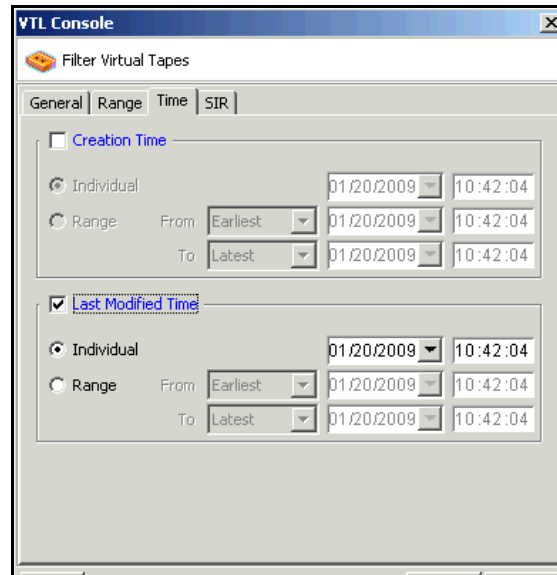 VTL Console
Filter Virtual Tapes
General Range Time SIR
Creation Time
Individual 01/20/2009 10:42:04
Range From Earliest 01/20/2009 10:42:04
To Latest 01/20/2009 10:42:04
Last Modified Time
Individual 01/20/2009 10:42:04
Range From Earliest 01/20/2009 10:42:04
To Latest 01/20/2009 10:42:04